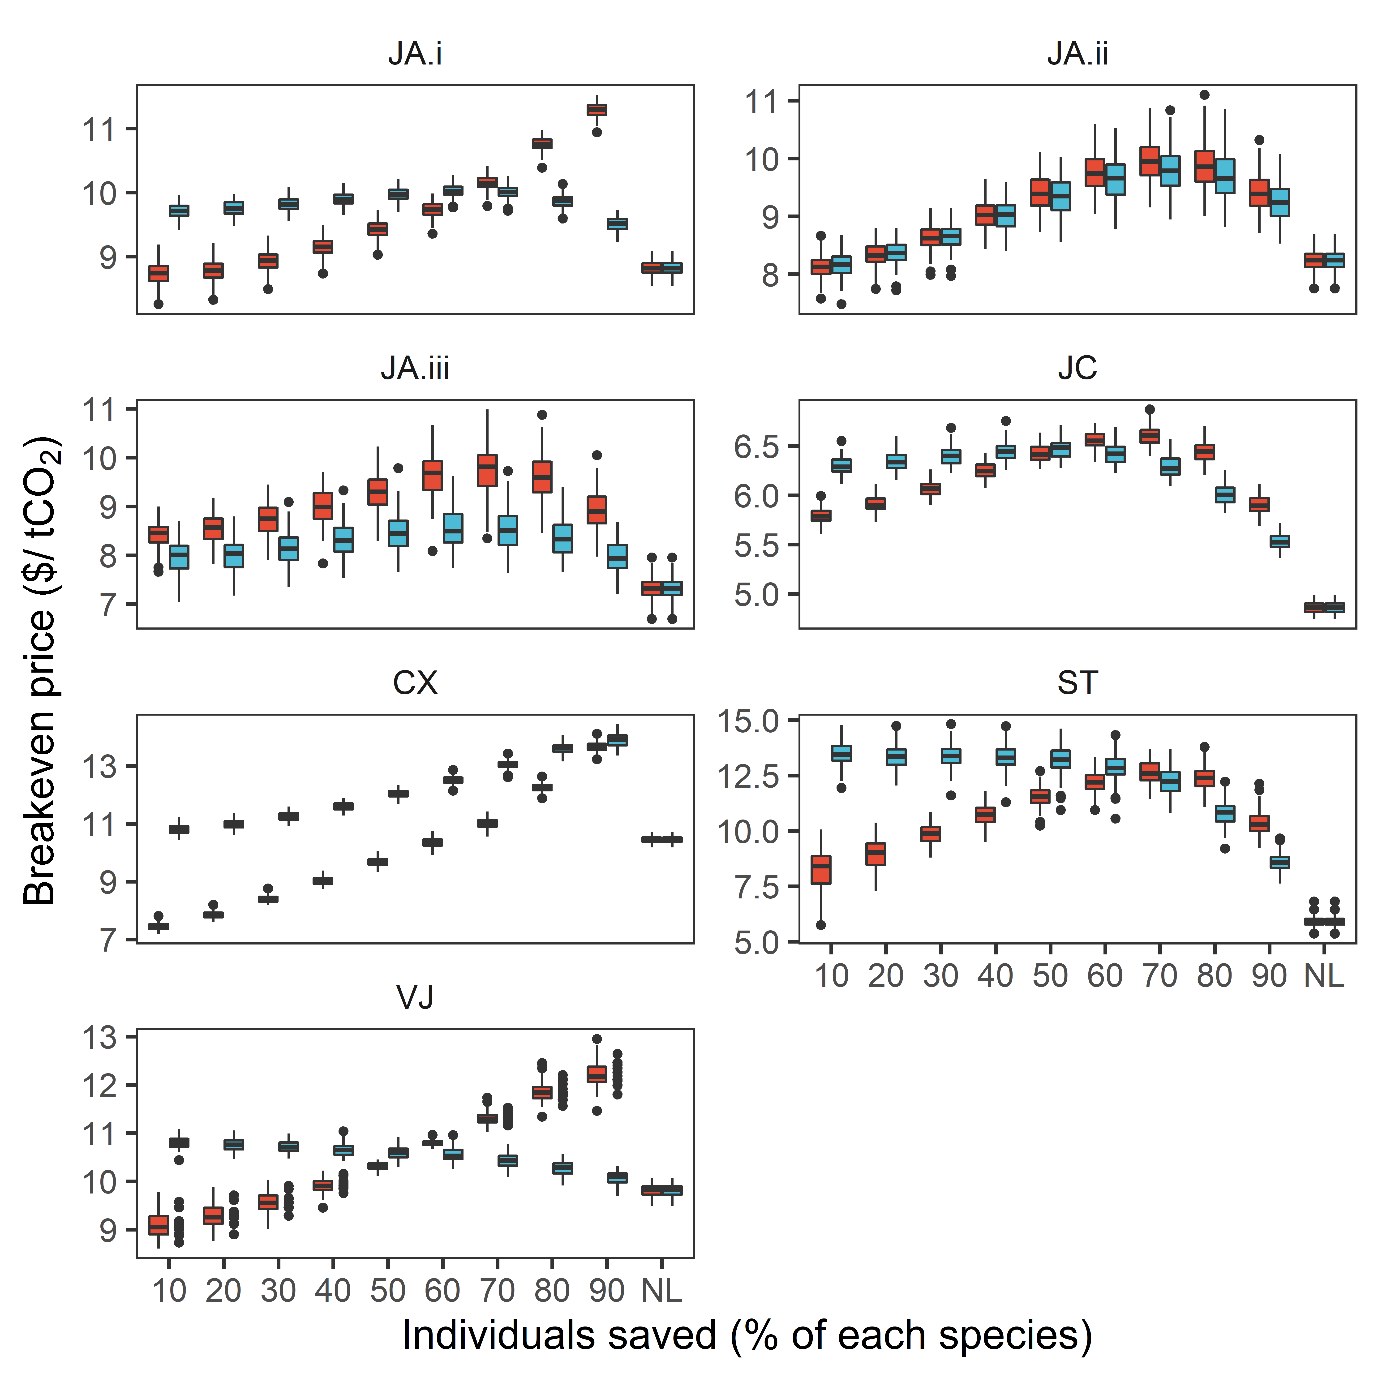 JA.i
JA.ii
11
10
9
11
10
9
8
JA.iii
JC
11
10
9
8
7
6.5
6.0
5.5
5.0
CX
ST
13
11
9
7
15.0
12.5
10.0
7.5
5.0
10 20 30 40 50 60 70 80 90 NL
VJ
13
12
11
10
9
10 20 30 40 50 60 70 80 90 NL
Breakeven price ($/ tCO₂)
Individuals saved (% of each species)